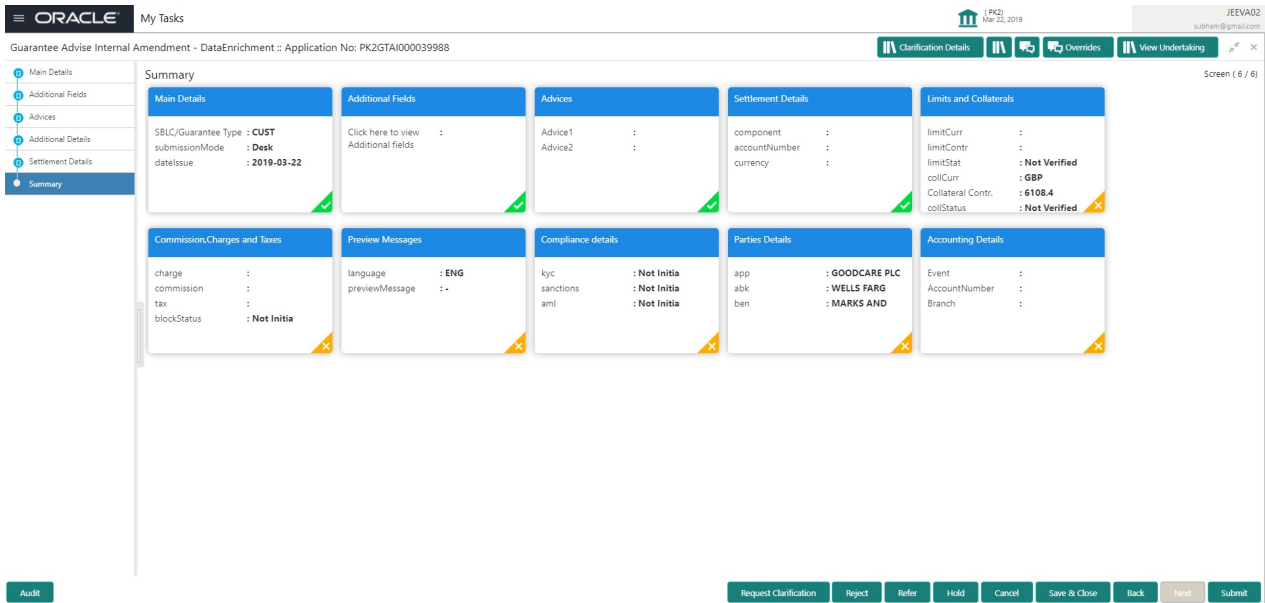 ORACLE
My Tasks
( PK2)
Mar 22, 2019
JEEVA02
subham@gmail.com
Guarantee Advise Internal Amendment - DataEnrichment :: Application No: PK2GTAI000039988
Clarification Details
Overrides
View Undertaking
Main Details
Additional Fields
Advices
Additional Details
Settlement Details
Summary
Summary
Screen ( 6 / 6)
Main Details
SBLC/Guarantee Type : CUST
submissionMode : Desk
dateIssue : 2019-03-22
Additional Fields
Click here to view :
Additional fields
Advices
Advice1 :
Advice2 :
Settlement Details
component :
accountNumber :
currency :
Limits and Collaterals
limitCurr :
limitContr :
limitStat : Not Verified
collCurr : GBP
Collateral Contr. : 6108.4
collStatus : Not Verified
Commission,Charges and Taxes
charge :
commission :
tax :
blockStatus : Not Initia
Preview Messages
language : ENG
previewMessage : -
Compliance details
kyc : Not Initia
sanctions : Not Initia
aml : Not Initia
Parties Details
app : GOODCARE PLC
abk : WELLS FARG
ben : MARKS AND
Accounting Details
Event :
AccountNumber :
Branch :
Audit
Request Clarification
Reject
Refer
Hold
Cancel
Save & Close
Back
Next
Submit